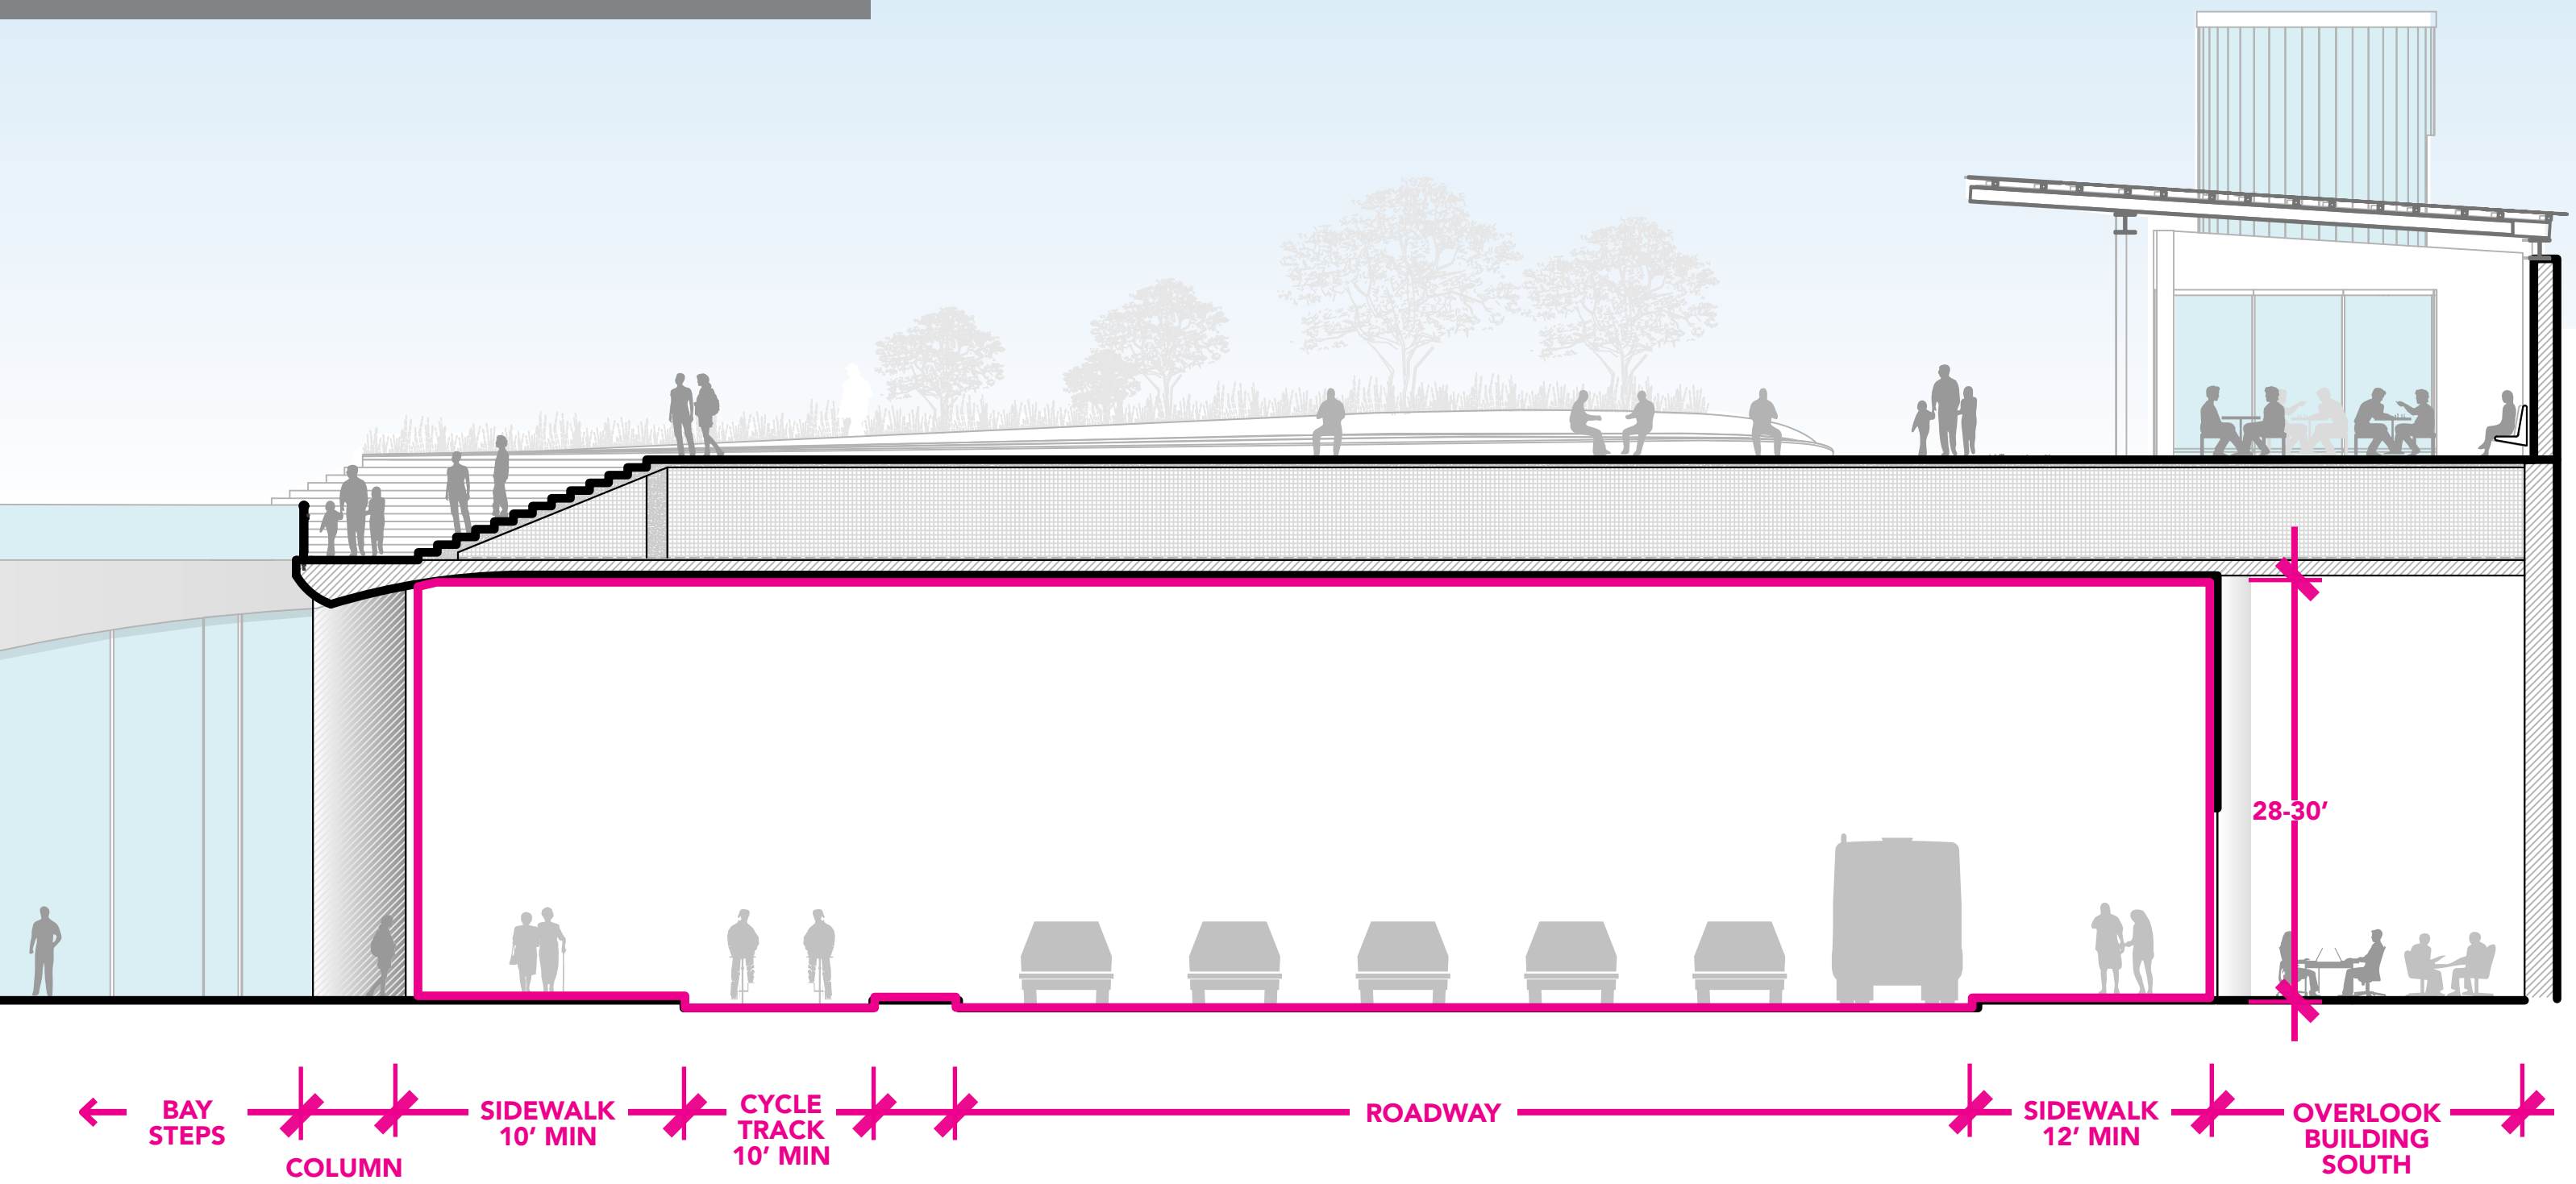 28-30’
BAY
STEPS
COLUMN
SIDEWALK
10’ MIN
CYCLE
TRACK
10’ MIN
ROADWAY
SIDEWALK
12’ MIN
OVERLOOK
BUILDING
SOUTH